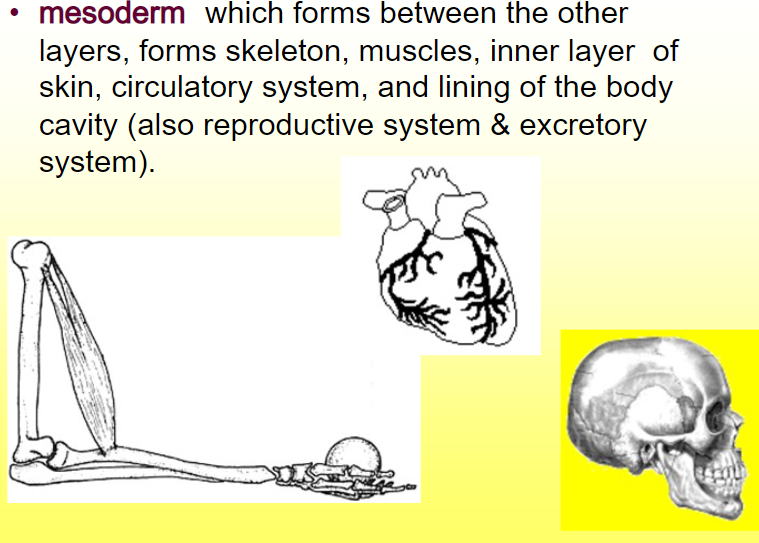 • mesoderm which forms between the other
layers, forms skeleton, muscles, inner layer of
skin, circulatory system, and lining of the body
cavity (also reproductive system & excretory
system).